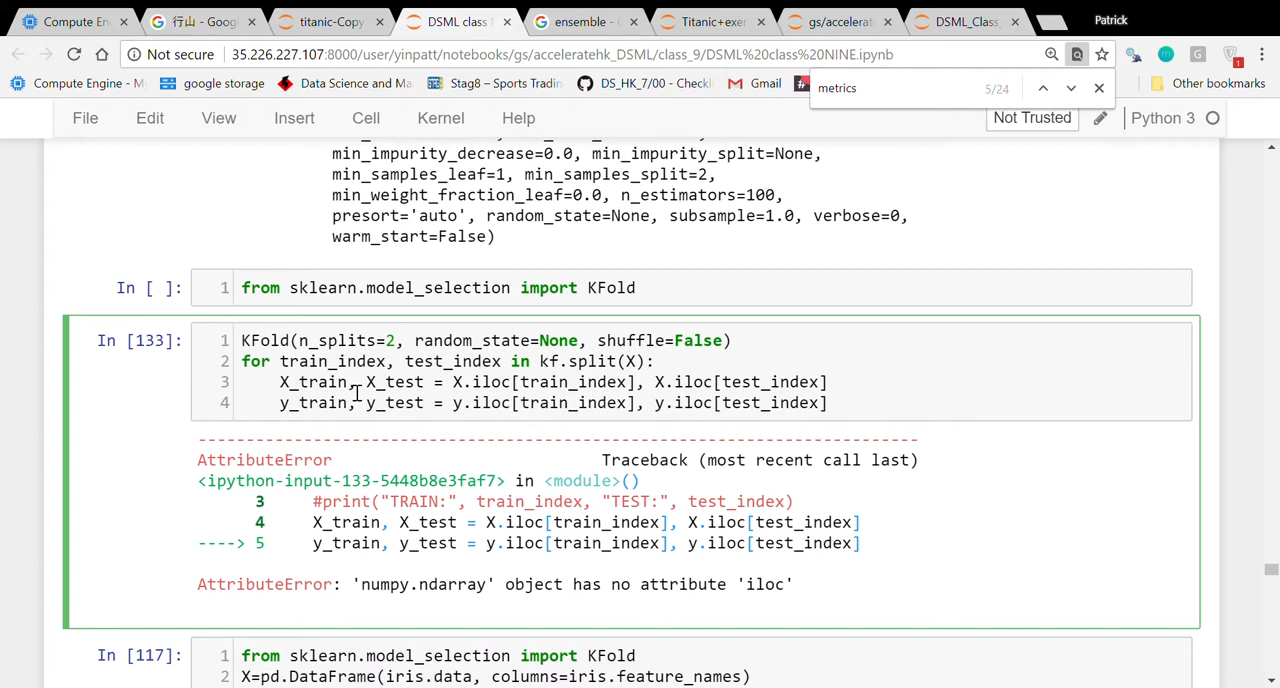 Compute En
行山 - Goog
titanic-Copy
DSML class
ensemble - G
Titanic+exer
gs/accelerat
DSML_Class_
Patrick
Not secure 35.226.227.107:8000/user/yinpatt/notebooks/gs/acceleratehk_DSML/class_9/DSML%20class%20NINE.ipynb
Compute Engine - M
google storage
Data Science and Ma
Stag8 – Sports Tradin
DS_HK_7/00 - Checkli
Gmail
Other bookmarks
metrics 5/24
File Edit View Insert Cell Kernel Help
Not Trusted Python 3
min_impurity_decrease=0.0, min_impurity_split=None,
min_samples_leaf=1, min_samples_split=2,
min_weight_fraction_leaf=0.0, n_estimators=100,
presort='auto', random_state=None, subsample=1.0, verbose=0,
warm_start=False)
In [ ]: 1 from sklearn.model_selection import KFold
In [133]: 1 KFold(n_splits=2, random_state=None, shuffle=False)
2 for train_index, test_index in kf.split(X):
3 X_train, X_test = X.iloc[train_index], X.iloc[test_index]
4 y_train, y_test = y.iloc[train_index], y.iloc[test_index]
---------------------------------------------------------------------------
AttributeError Traceback (most recent call last)
<ipython-input-133-5448b8e3faf7> in <module>()
3 #print("TRAIN:", train_index, "TEST:", test_index)
4 X_train, X_test = X.iloc[train_index], X.iloc[test_index]
----> 5 y_train, y_test = y.iloc[train_index], y.iloc[test_index]
AttributeError: 'numpy.ndarray' object has no attribute 'iloc'
In [117]: 1 from sklearn.model_selection import KFold
2 X=pd.DataFrame(iris.data, columns=iris.feature_names)